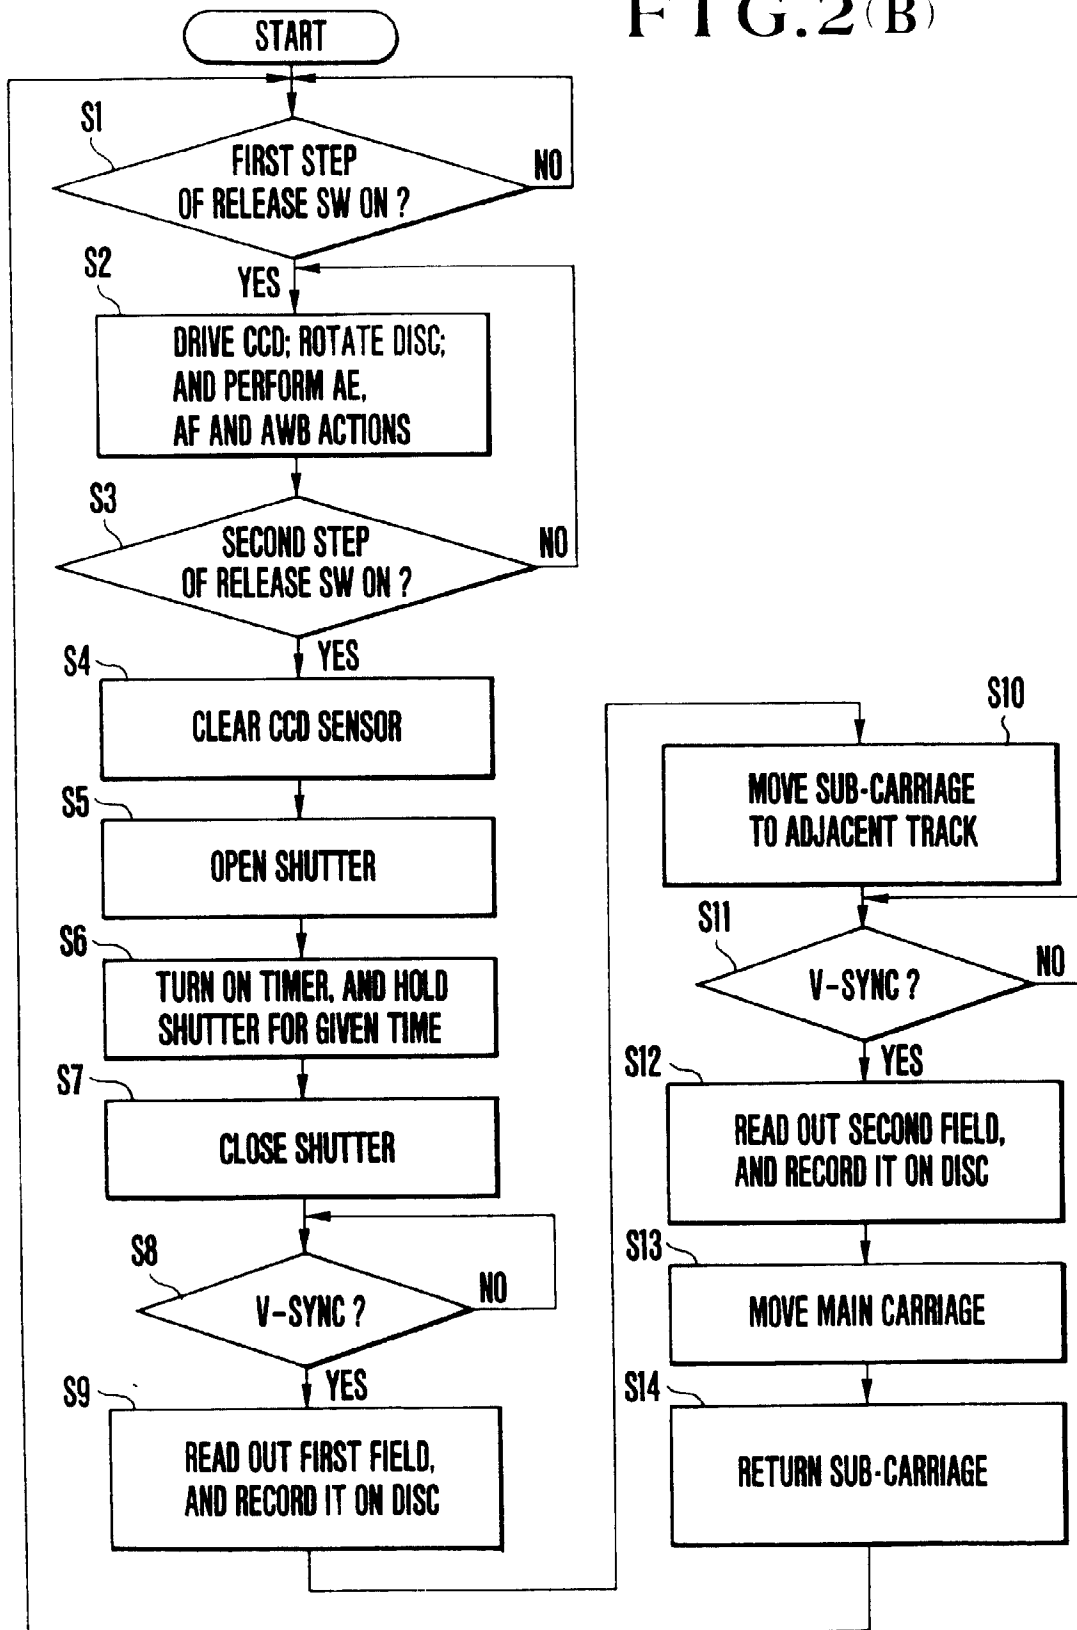 FIG.2(B)
START
S1
FIRST STEP
OF RELEASE SW ON ?
NO
YES
S2
DRIVE CCD; ROTATE DISC;
AND PERFORM AE,
AF AND AWB ACTIONS
S3
SECOND STEP
OF RELEASE SW ON ?
NO
YES
S4
CLEAR CCD SENSOR
S5
OPEN SHUTTER
S6
TURN ON TIMER, AND HOLD
SHUTTER FOR GIVEN TIME
S7
CLOSE SHUTTER
S8
V-SYNC ?
NO
YES
S9
READ OUT FIRST FIELD,
AND RECORD IT ON DISC
S10
MOVE SUB-CARRIAGE
TO ADJACENT TRACK
S11
V-SYNC ?
NO
YES
S12
READ OUT SECOND FIELD,
AND RECORD IT ON DISC
S13
MOVE MAIN CARRIAGE
S14
RETURN SUB-CARRIAGE